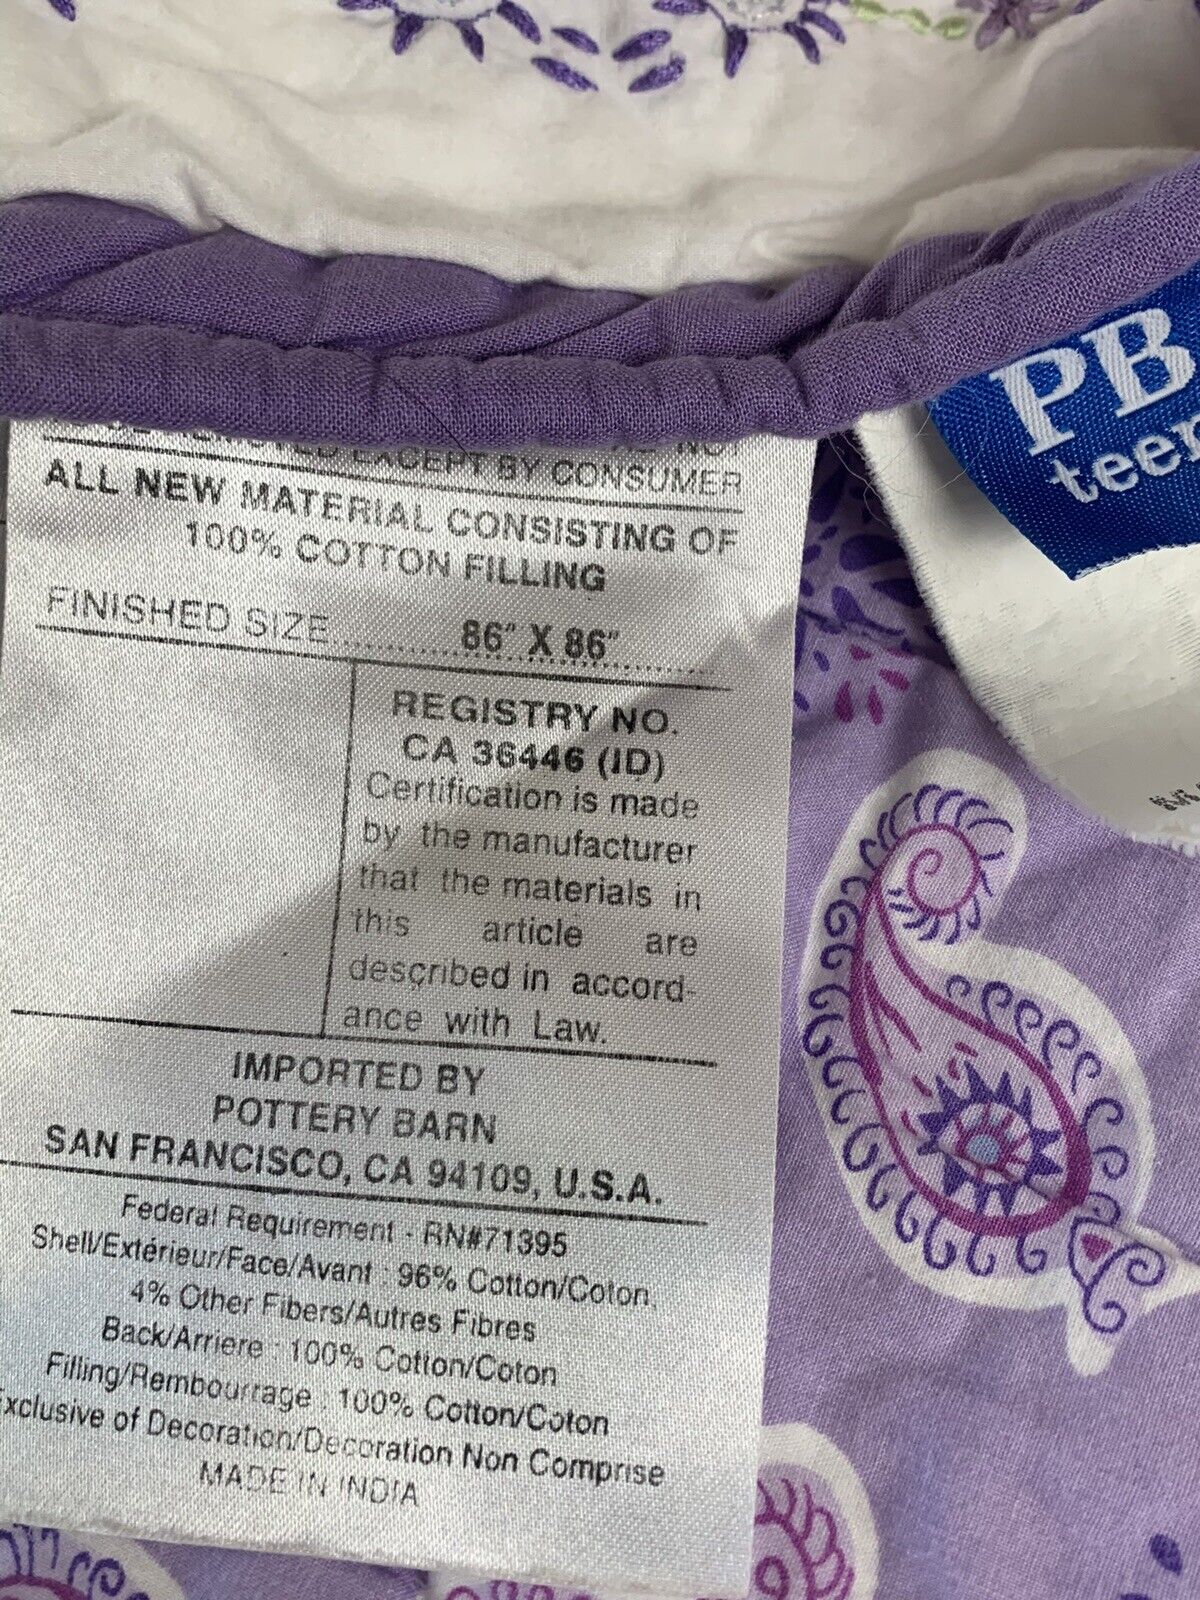 REMOVED EXCEPT BY CONSUMER
ALL NEW MATERIAL CONSISTING OF
100% COTTON FILLING
FINISHED SIZE................86" X 86"................
REGISTRY NO.
CA 36446 (ID)
Certification is made
by the manufacturer
that the materials in
this article are
described in accord-
ance with Law.
IMPORTED BY
POTTERY BARN
SAN FRANCISCO, CA 94109, U.S.A.
Federal Requirement - RN#71395
Shell/Extérieur/Face/Avant : 96% Cotton/Coton,
4% Other Fibers/Autres Fibres
Back/Arriere : 100% Cotton/Coton
Filling/Rembourrage : 100% Cotton/Coton
Exclusive of Decoration/Decoration Non Comprise
MADE IN INDIA
PB
teen